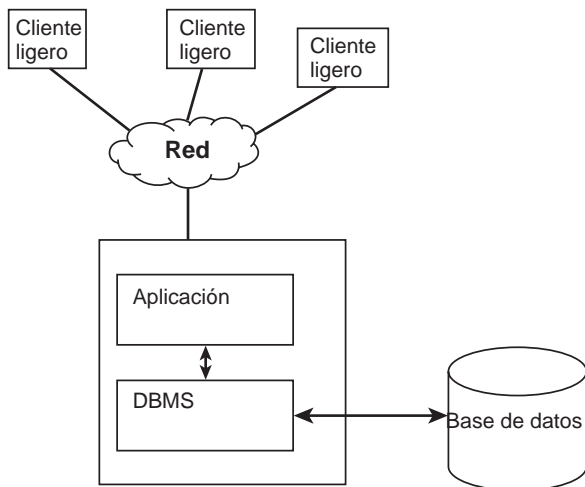 Cliente
ligero
Cliente
ligero
Cliente
ligero
Red
Aplicación
DBMS
Base de datos